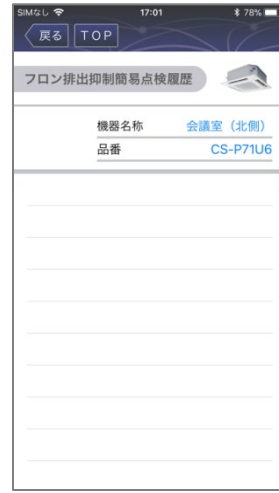 SIMなし 17:01 78%
戻る TOP
フロン排出抑制簡易点検履歴
機器名称 会議室（北側）
品番 CS-P71U6